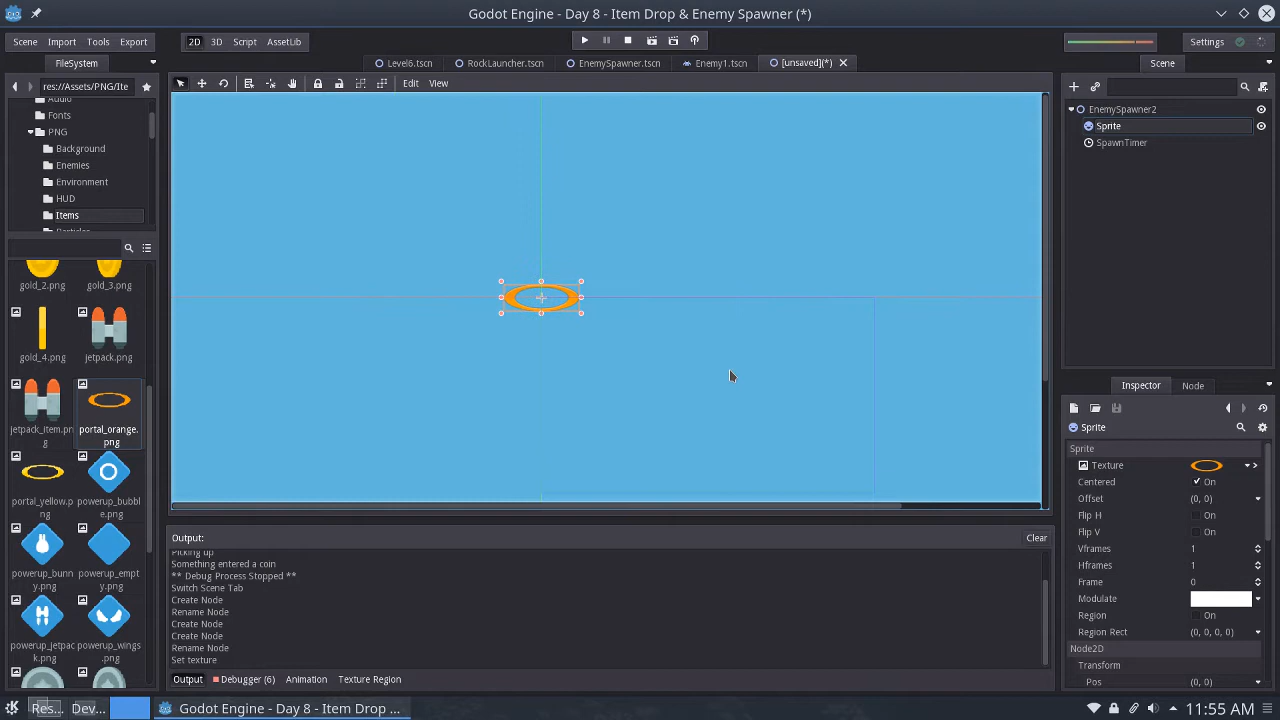 Godot Engine - Day 8 - Item Drop & Enemy Spawner (*)
Scene Import Tools Export 2D 3D Script AssetLib Settings
FileSystem Level6.tscn RockLauncher.tscn EnemySpawner.tscn Enemy1.tscn [unsaved](*) Scene
res://Assets/PNG/Ite
Edit View
Audio
Fonts
PNG
Background
Enemies
Environment
HUD
Items
gold_2.png gold_3.png
gold_4.png jetpack.png
jetpack_item.pn
g
portal_orange.
png
portal_yellow.p
ng
powerup_bubb
le.png
powerup_bunn
y.png
powerup_empt
y.png
powerup_jetpa
ck.png
powerup_wings
.png
Output: Clear
Picking up
Something entered a coin
** Debug Process Stopped **
Switch Scene Tab
Create Node
Rename Node
Create Node
Create Node
Rename Node
Set texture
Output Debugger (6) Animation Texture Region
EnemySpawner2
Sprite
SpawnTimer
Inspector Node
Sprite
Sprite
Texture
Centered On
Offset (0, 0)
Flip H On
Flip V On
Vframes 1
Hframes 1
Frame 0
Modulate
Region On
Region Rect (0, 0, 0, 0)
Node2D
Transform
Pos (0, 0)
Res... Dev... Godot Engine - Day 8 - Item Drop ... 11:55 AM